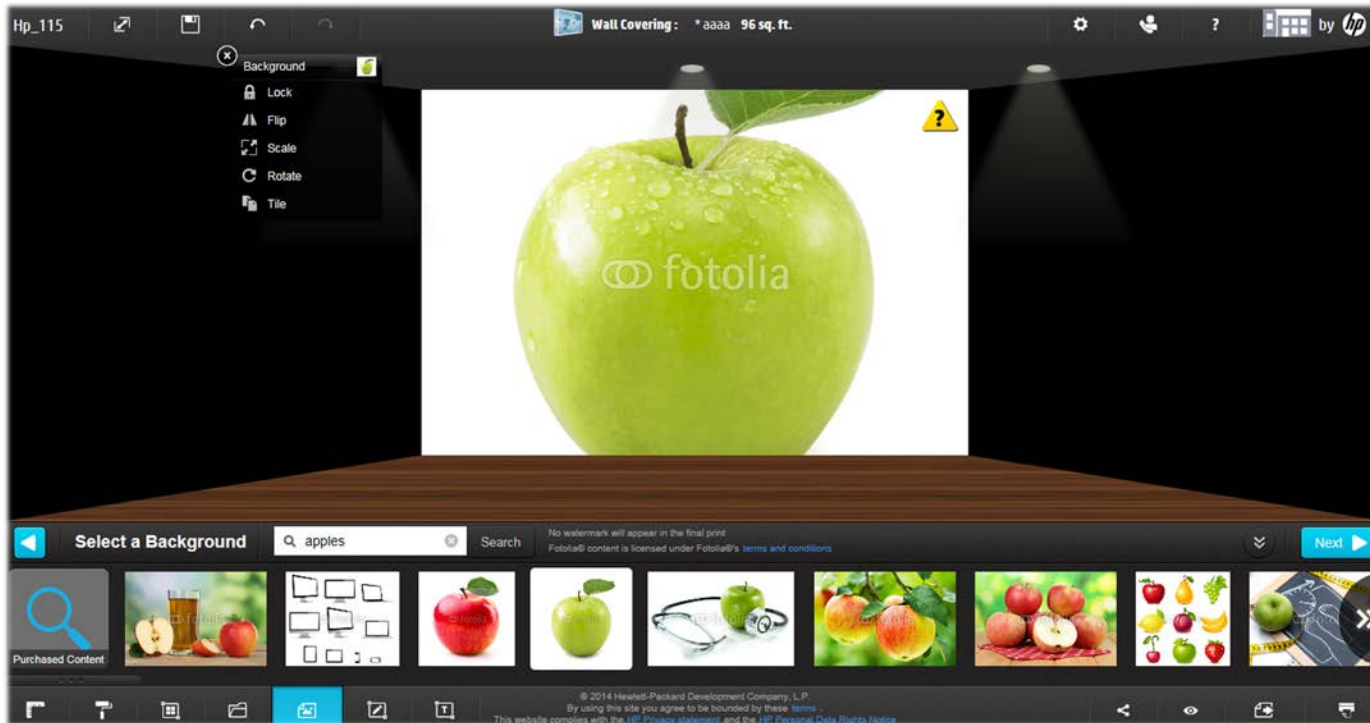 Hp_115
Wall Covering : * aaaa 96 sq. ft.
?
by hp
Background
Lock
Flip
Scale
Rotate
Tile
?
fotolia
Select a Background
apples
Search
No watermark will appear in the final print
Fotolia® content is licensed under Fotolia®'s terms and conditions
Next
Purchased Content
T
© 2014 Hewlett-Packard Development Company, L.P.
By using this site you agree to be bounded by these terms .
This website complies with the HP Privacy statement and the HP Personal Data Rights Notice